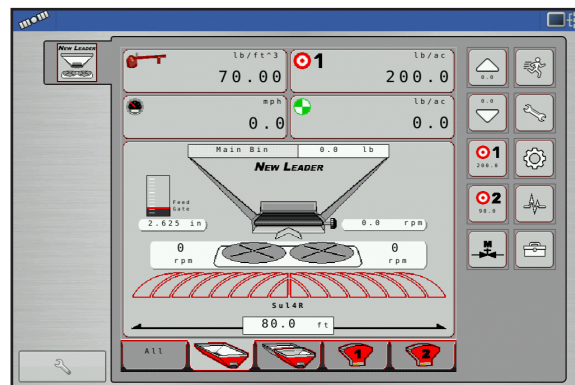 NEW LEADER
lb/ft^3
70.00
1
lb/ac
200.0
mph
0.0
lb/ac
0.0
Main Bin 0.0 lb
NEW LEADER
Feed
Gate
2.625 in
0.0 rpm
0
rpm
0
rpm
Sul4R
80.0 ft
All
1
2
0.0
0.0
1
200.0
2
90.0
M